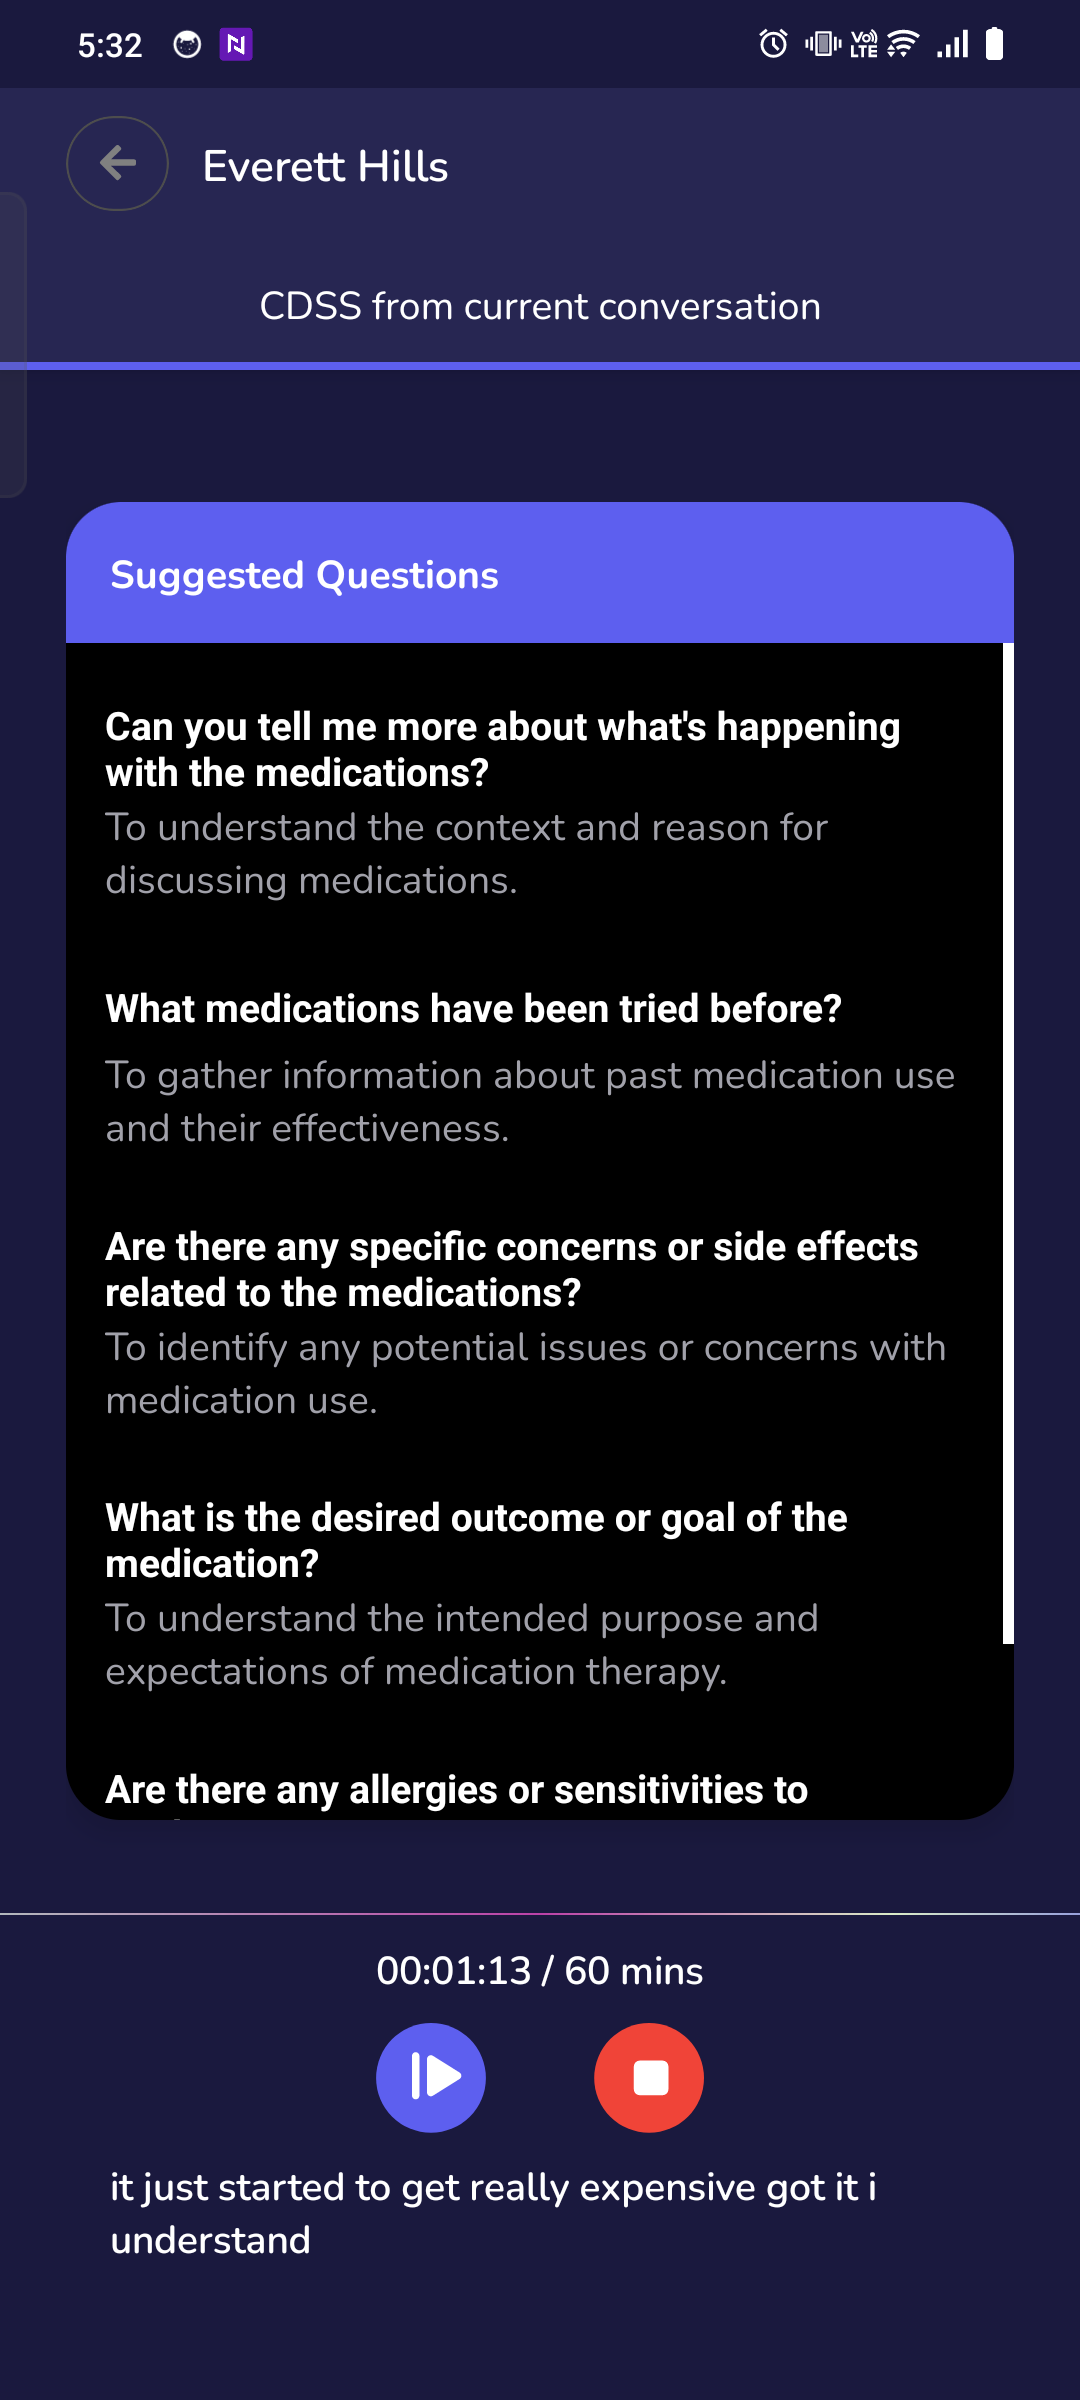 5:32
N
Vo)) LTE
Everett Hills
CDSS from current conversation
Suggested Questions
Can you tell me more about what's happening
with the medications?
To understand the context and reason for
discussing medications.
What medications have been tried before?
To gather information about past medication use
and their effectiveness.
Are there any specific concerns or side effects
related to the medications?
To identify any potential issues or concerns with
medication use.
What is the desired outcome or goal of the
medication?
To understand the intended purpose and
expectations of medication therapy.
Are there any allergies or sensitivities to
00:01:13 / 60 mins
it just started to get really expensive got it i
understand